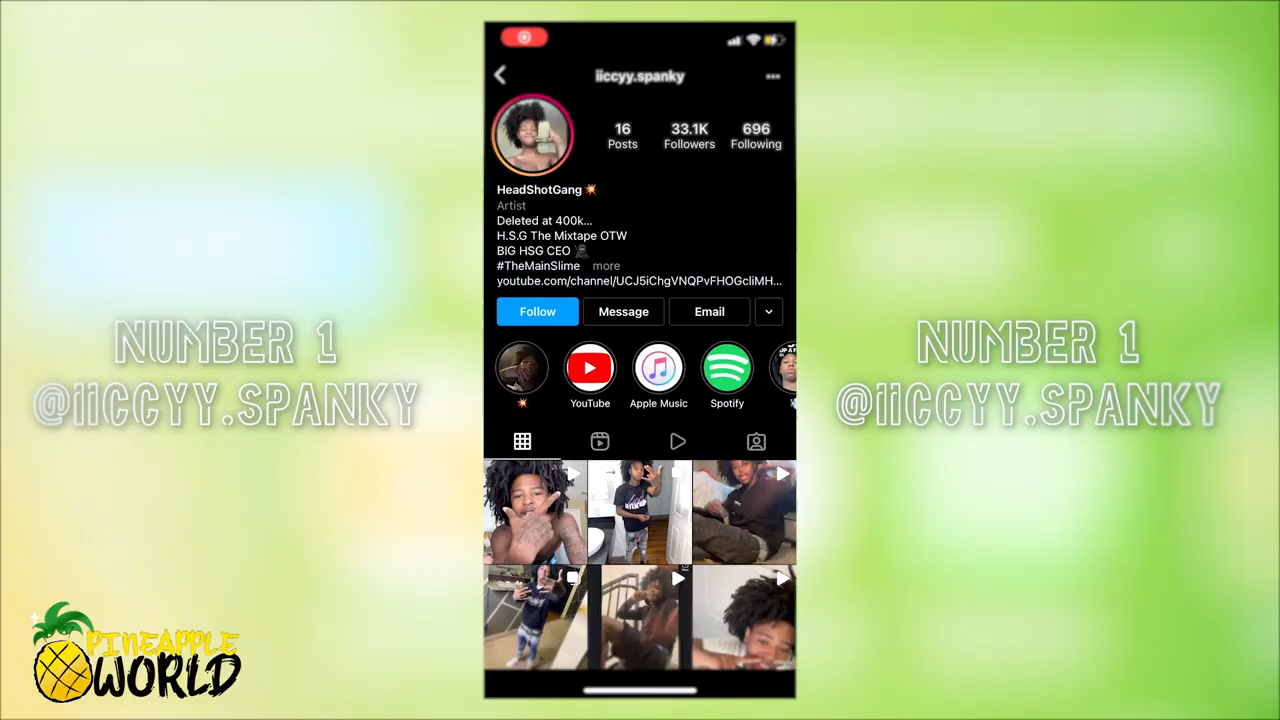 iiccyy.spanky
16
33.1K
696
Posts
Followers
Following
HeadShotGang
Artist
Deleted at 400k...
H.S.G The Mixtape OTW
BIG HSG CEO
#TheMainSlime more
youtube.com/channel/UCJ5iChgVNQPvFHOGcliMH...
Follow
Message
Email
YouTube
Apple Music
Spotify
NUMBER 1
@iiCCYY.SPANKY
NUMBER 1
@iiCCYY.SPANKY
PINEAPPLE
WORLD